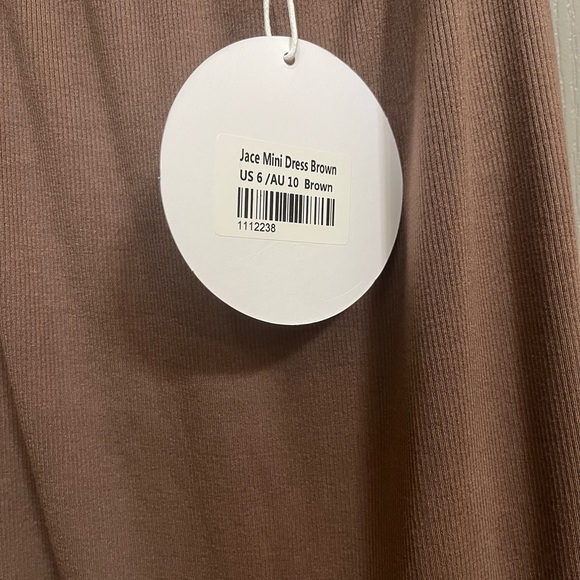 Jace Mini Dress Brown
US 6 /AU 10 Brown
1112238